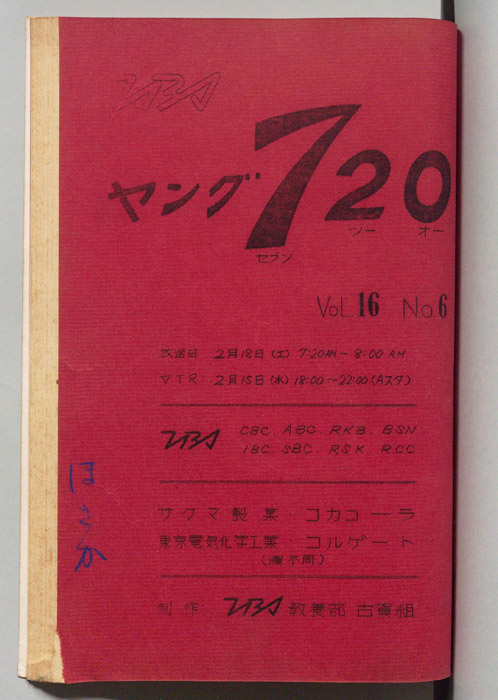 TBS
ヤング720
セブン ツー オー
VOL.16 No.6
放送日 2月18日(土) 7:20AM~8:00AM
VTR 2月15日(水) 18:00~22:00(Aスタ)
TBS CBC. ABC. RKB. BSN
IBC. SBC. RSK RCC
サクマ製菓・コカコーラ
東京電気化学工業 コルゲート
(順不同)
制作 TBS 教養部 古真組
ほさか